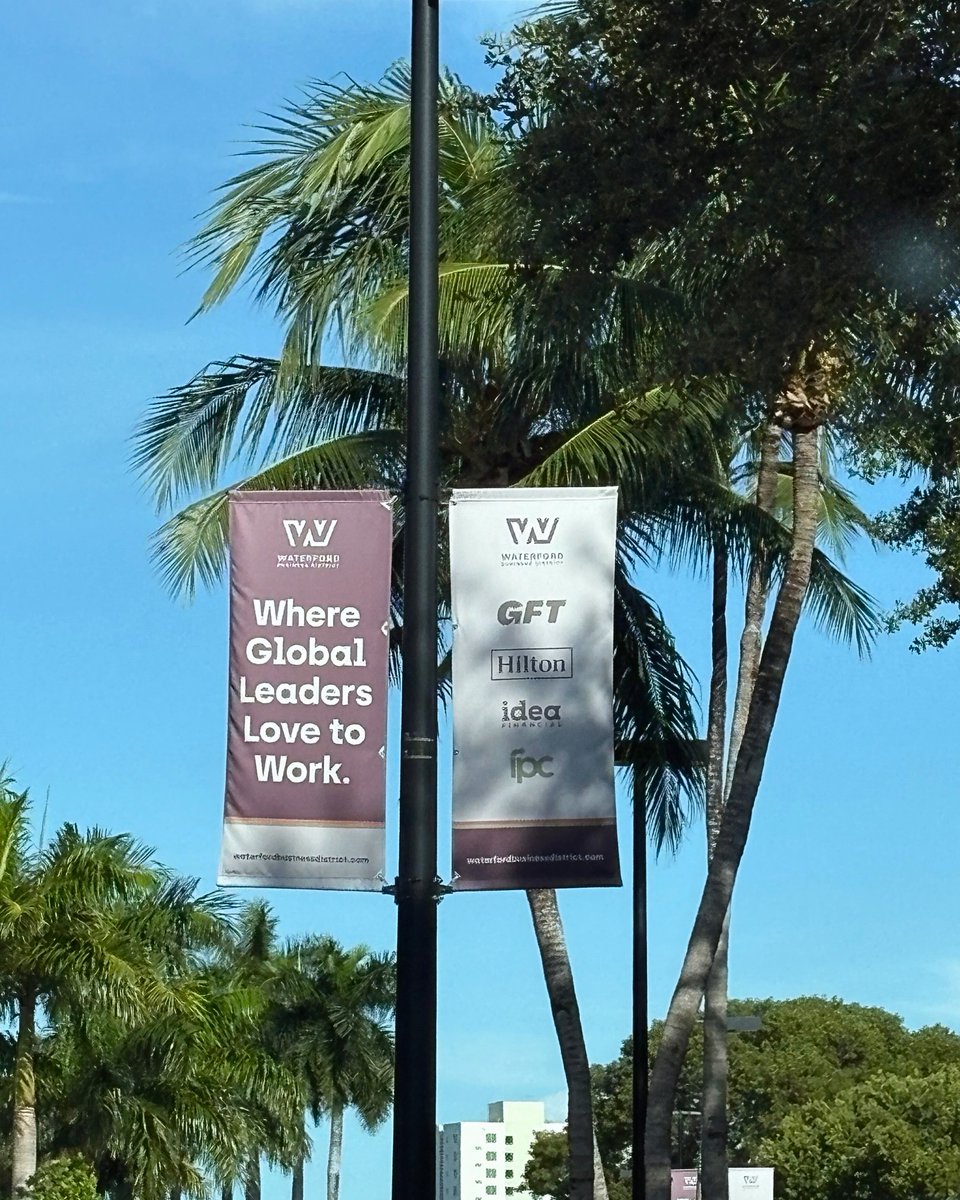 W
WATERFORD
BUSINESS DISTRICT
Where
Global
Leaders
Love to
Work.
waterfordbusinessdistrict.com
W
WATERFORD
BUSINESS DISTRICT
GFT
Hilton
idea
FINANCIAL
rpc
waterfordbusinessdistrict.com